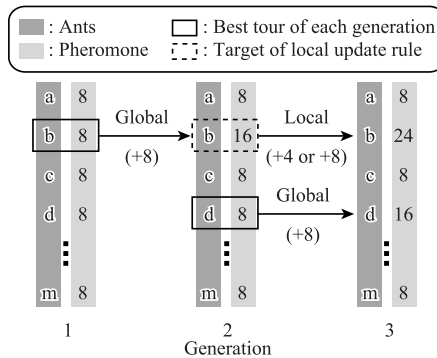 : Ants : Best tour of each generation
: Pheromone : Target of local update rule
a 8 a 8 a 8
b 8 Global (+8) b 16 Local (+4 or +8) b 24
c 8 c 8 c 8
d 8 d 8 Global (+8) d 16
m 8 m 8 m 8
1 2 3
Generation